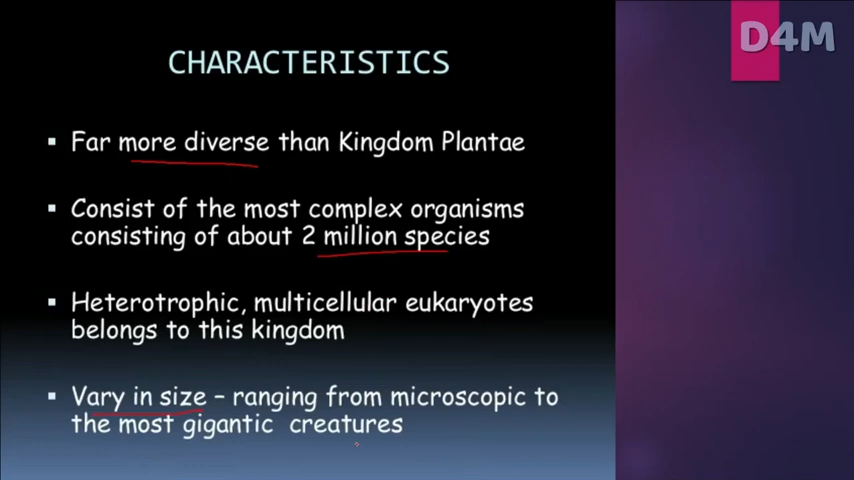 D4M
CHARACTERISTICS
▪ Far more diverse than Kingdom Plantae
▪ Consist of the most complex organisms
consisting of about 2 million species
▪ Heterotrophic, multicellular eukaryotes
belongs to this kingdom
▪ Vary in size – ranging from microscopic to
the most gigantic creatures